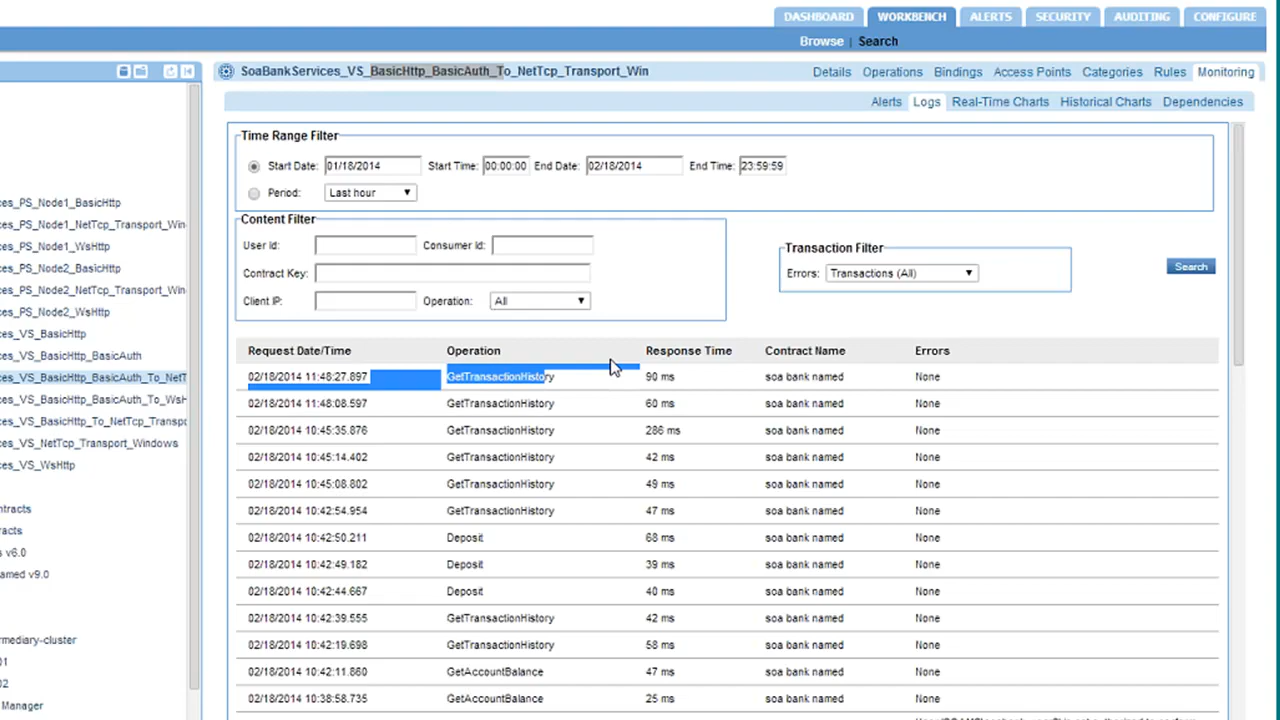 DASHBOARD WORKBENCH ALERTS SECURITY AUDITING CONFIGURE
Browse | Search
SoaBankServices_VS_BasicHttp_BasicAuth_To_NetTcp_Transport_Win
Details Operations Bindings Access Points Categories Rules Monitoring
Alerts Logs Real-Time Charts Historical Charts Dependencies
Time Range Filter
Start Date: 01/18/2014 Start Time: 00:00:00 End Date: 02/18/2014 End Time: 23:59:59
Period: Last hour
Content Filter
User Id: Consumer Id:
Contract Key:
Client IP: Operation: All
Transaction Filter
Errors: Transactions (All)
Search
ces_PS_Node1_BasicHttp
ces_PS_Node1_NetTcp_Transport_Win
ces_PS_Node1_WsHttp
ces_PS_Node2_BasicHttp
ces_PS_Node2_NetTcp_Transport_Win
ces_PS_Node2_WsHttp
ces_VS_BasicHttp
ces_VS_BasicHttp_BasicAuth
ces_VS_BasicHttp_BasicAuth_To_NetT
ces_VS_BasicHttp_BasicAuth_To_WsH
ces_VS_BasicHttp_To_NetTcp_Transpo
ces_VS_NetTcp_Transport_Windows
ces_VS_WsHttp
ntracts
racts
s v6.0
amed v9.0
rmediary-cluster
01
02
Manager
Request Date/Time Operation Response Time Contract Name Errors
02/18/2014 11:48:27.897 GetTransactionHistory 90 ms soa bank named None
02/18/2014 11:48:08.597 GetTransactionHistory 60 ms soa bank named None
02/18/2014 10:45:35.876 GetTransactionHistory 286 ms soa bank named None
02/18/2014 10:45:14.402 GetTransactionHistory 42 ms soa bank named None
02/18/2014 10:45:08.802 GetTransactionHistory 49 ms soa bank named None
02/18/2014 10:42:54.954 GetTransactionHistory 47 ms soa bank named None
02/18/2014 10:42:50.211 Deposit 68 ms soa bank named None
02/18/2014 10:42:49.182 Deposit 39 ms soa bank named None
02/18/2014 10:42:44.667 Deposit 40 ms soa bank named None
02/18/2014 10:42:39.555 GetTransactionHistory 42 ms soa bank named None
02/18/2014 10:42:19.698 GetTransactionHistory 58 ms soa bank named None
02/18/2014 10:42:11.860 GetAccountBalance 47 ms soa bank named None
02/18/2014 10:38:58.735 GetAccountBalance 25 ms soa bank named None